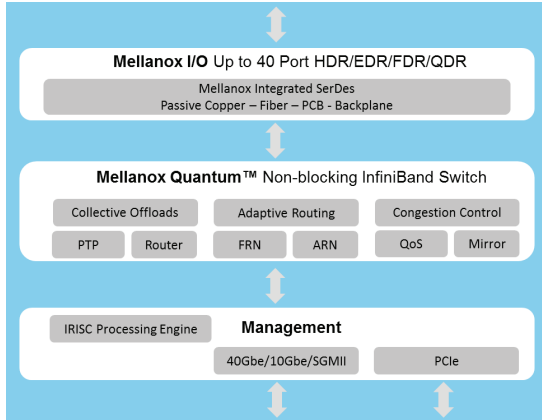 Mellanox I/O Up to 40 Port HDR/EDR/FDR/QDR
Mellanox Integrated SerDes
Passive Copper – Fiber – PCB - Backplane
Mellanox Quantum™ Non-blocking InfiniBand Switch
Collective Offloads Adaptive Routing Congestion Control
PTP Router FRN ARN QoS Mirror
IRISC Processing Engine Management
40Gbe/10Gbe/SGMII PCIe